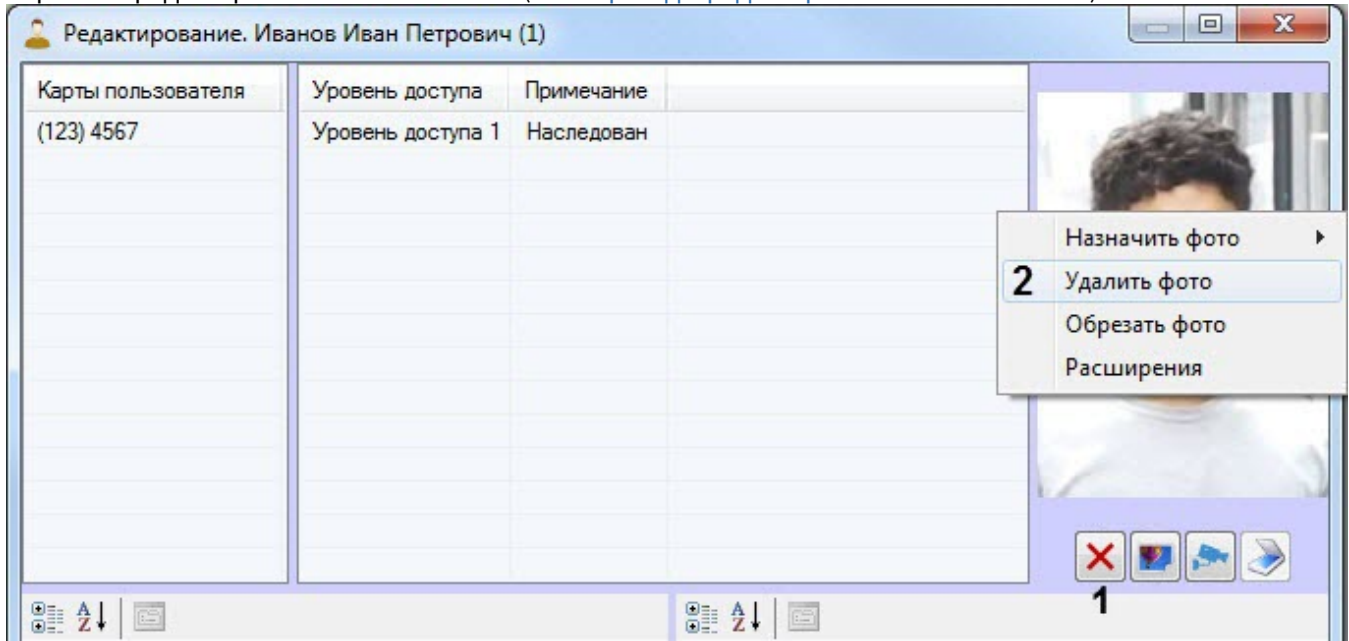 Редактирование. Иванов Иван Петрович (1)
Карты пользователя Уровень доступа Примечание
(123) 4567 Уровень доступа 1 Наследован
Назначить фото
2 Удалить фото
Обрезать фото
Расширения
1